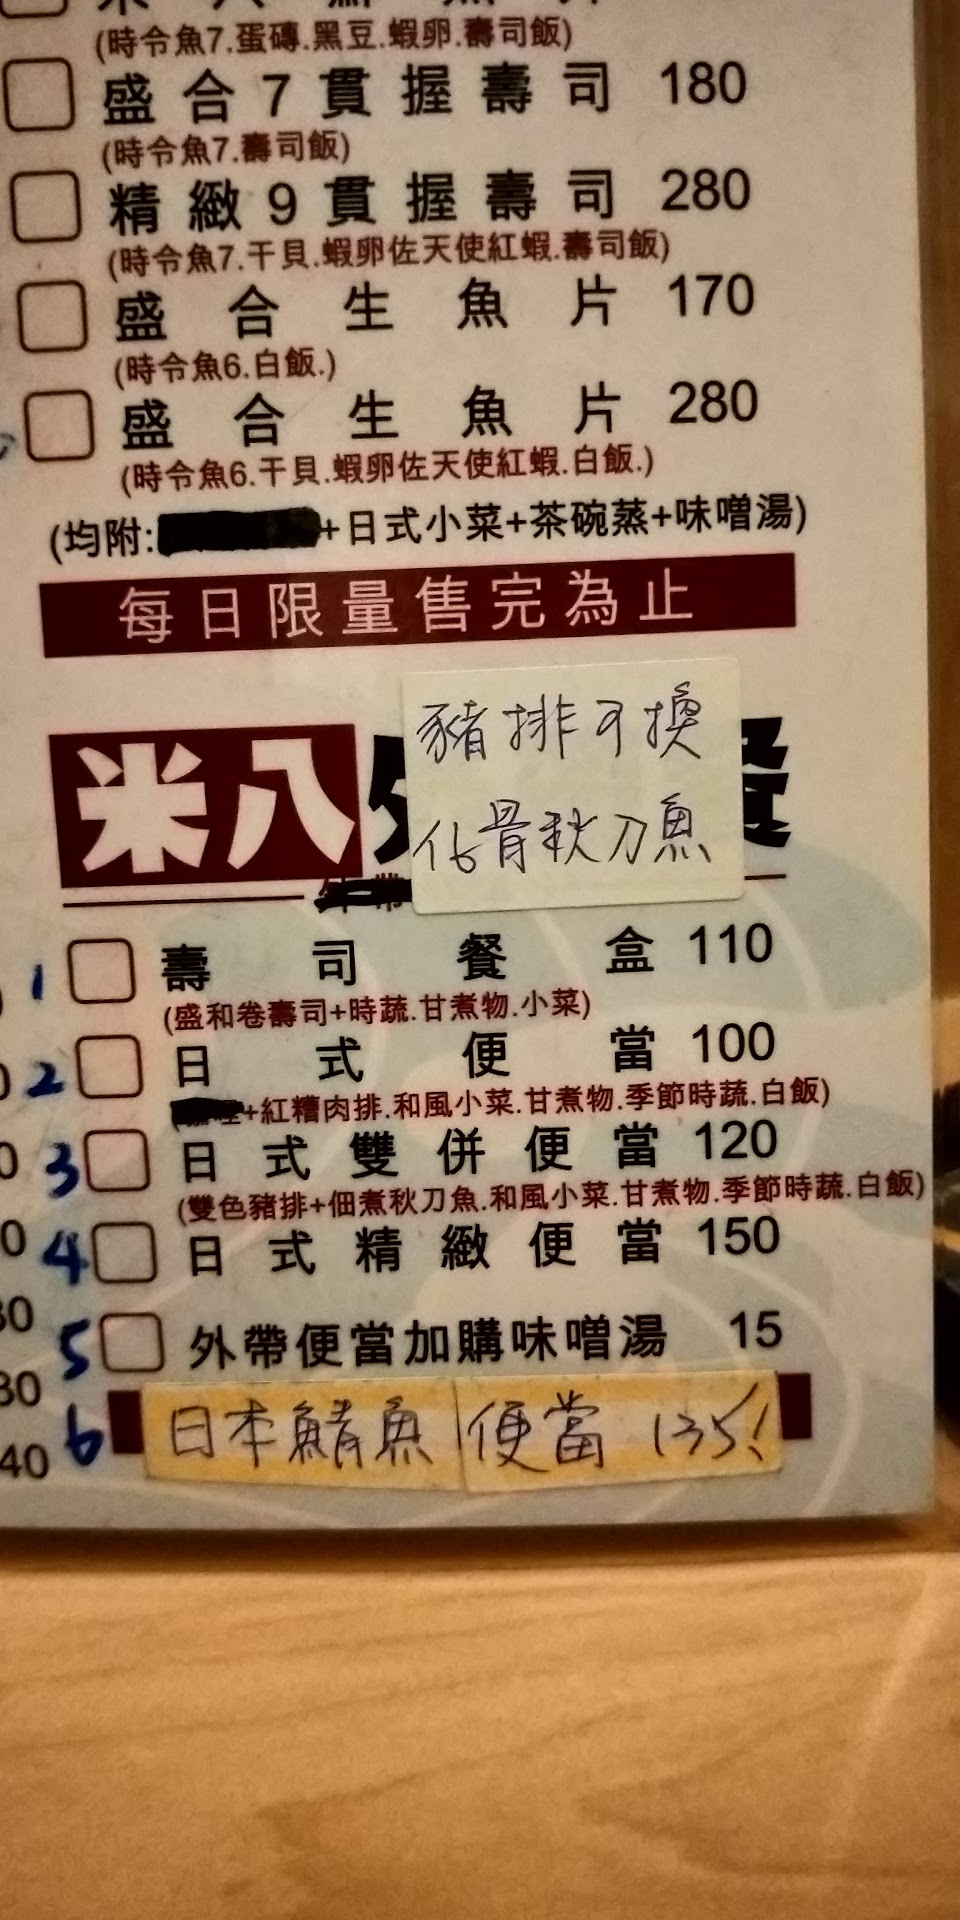 (時令魚7.蛋磚.黑豆.蝦卵.壽司飯)
盛合7貫握壽司 180
(時令魚7.壽司飯)
精緻9貫握壽司 280
(時令魚7.干貝.蝦卵佐天使紅蝦.壽司飯)
盛合生魚片 170
(時令魚6.白飯.)
盛合生魚片 280
(時令魚6.干貝.蝦卵佐天使紅蝦.白飯.)
(均附: +日式小菜+茶碗蒸+味噌湯)
每日限量售完為止
豬排可換
佔骨秋刀魚
米八
1 壽司餐盒 110
(盛和卷壽司+時蔬.甘煮物.小菜)
2 日式便當 100
+紅糟肉排.和風小菜.甘煮物.季節時蔬.白飯)
3 日式雙併便當 120
(雙色豬排+佃煮秋刀魚.和風小菜.甘煮物.季節時蔬.白飯)
4 日式精緻便當 150
5 外帶便當加購味噌湯 15
6 日本鯖魚便當 135!
30
40